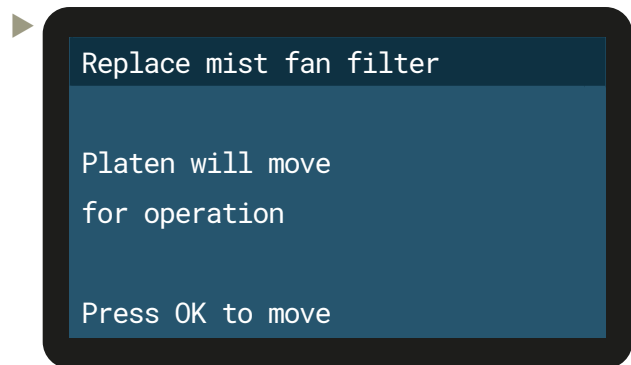 Replace mist fan filter
Platen will move
for operation
Press OK to move